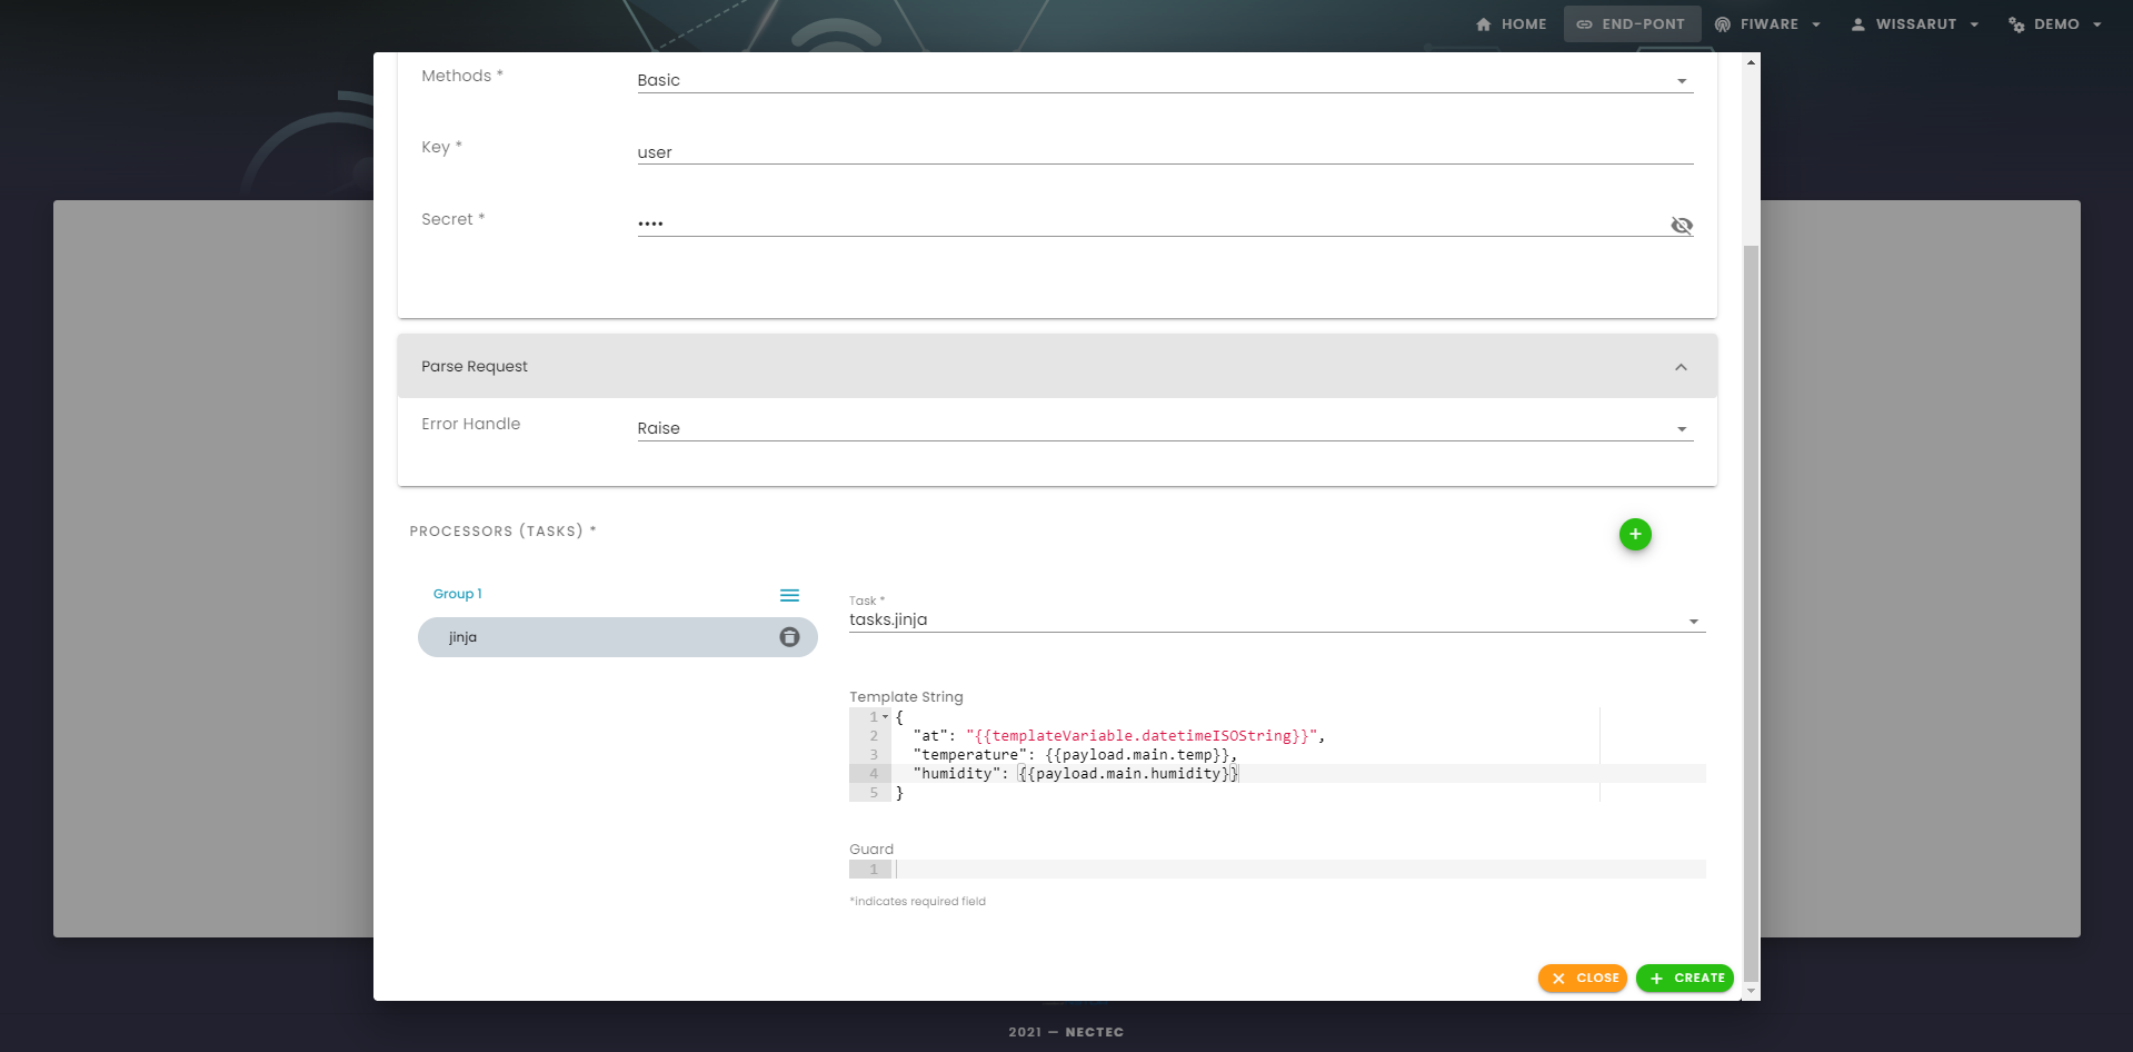 HOME END-PONT FIWARE WISSARUT DEMO
Methods * Basic
Key * user
Secret * ••••
Parse Request
Error Handle Raise
PROCESSORS (TASKS) *
+
Group 1
jinja
Task *
tasks.jinja
Template String
1 {
2 "at": "{{templateVariable.datetimeISOString}}",
3 "temperature": {{payload.main.temp}},
4 "humidity": {{payload.main.humidity}}
5 }
Guard
1
*indicates required field
× CLOSE + CREATE
2021 — NECTEC